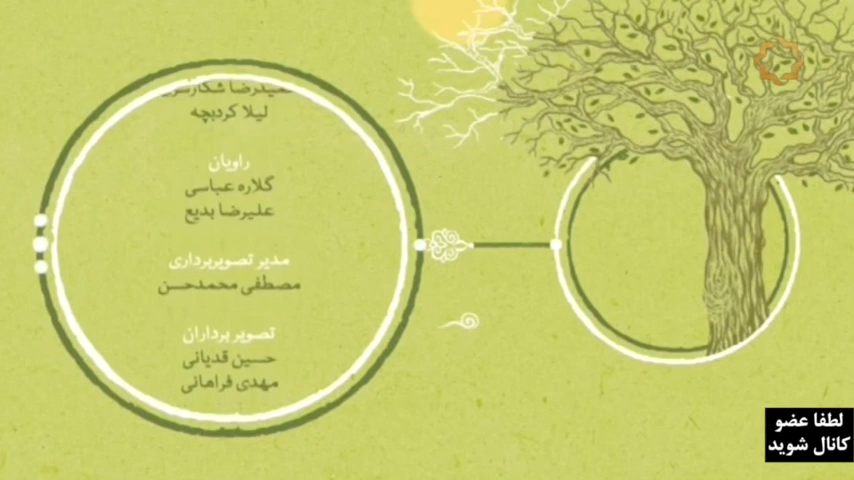 لیلا کردبچه
راویان
گلاره عباسی
علیرضا بدیع
مدیر تصویربرداری
مصطفی محمدحسن
تصویر برداران
حسین قدیانی
مهدی فراهانی
لطفا عضو
کانال شوید